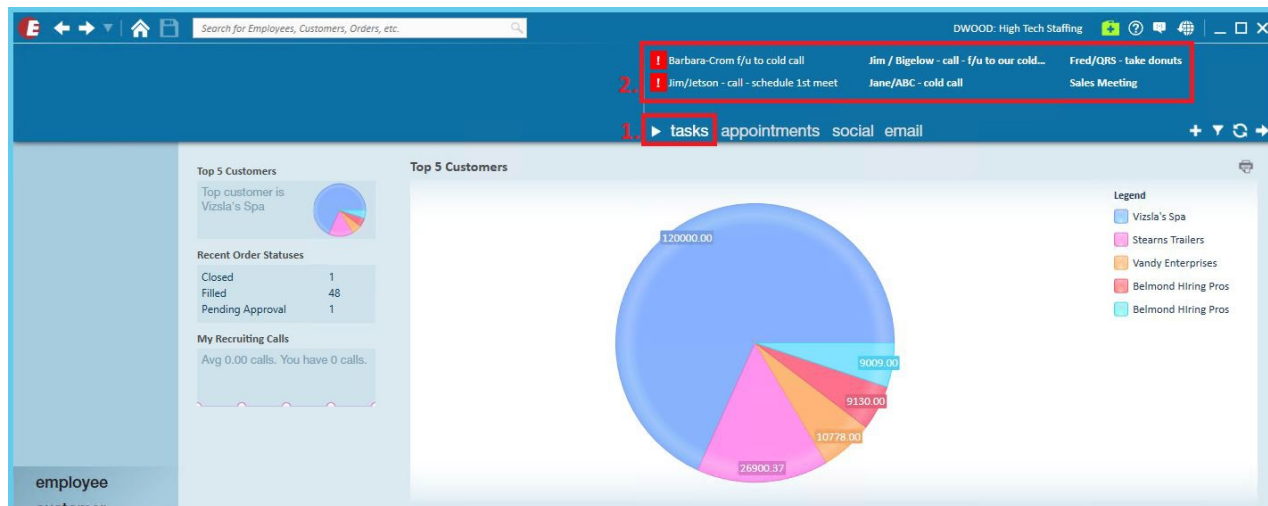 E
Search for Employees, Customers, Orders, etc.
DWOOD: High Tech Staffing
! Barbara-Crom f/u to cold call
Jim / Bigelow - call - f/u to our cold...
Fred/QRS - take donuts
2.
! Jim/Jetson - call - schedule 1st meet
Jane/ABC - cold call
Sales Meeting
1.
tasks appointments social email
Top 5 Customers
Top customer is
Vizsla's Spa
Recent Order Statuses
Closed 1
Filled 48
Pending Approval 1
My Recruiting Calls
Avg 0.00 calls. You have 0 calls.
employee
Top 5 Customers
120000.00
9009.00
9130.00
10778.00
26900.37
Legend
Vizsla's Spa
Stearns Trailers
Vandy Enterprises
Belmond HIring Pros
Belmond HIring Pros